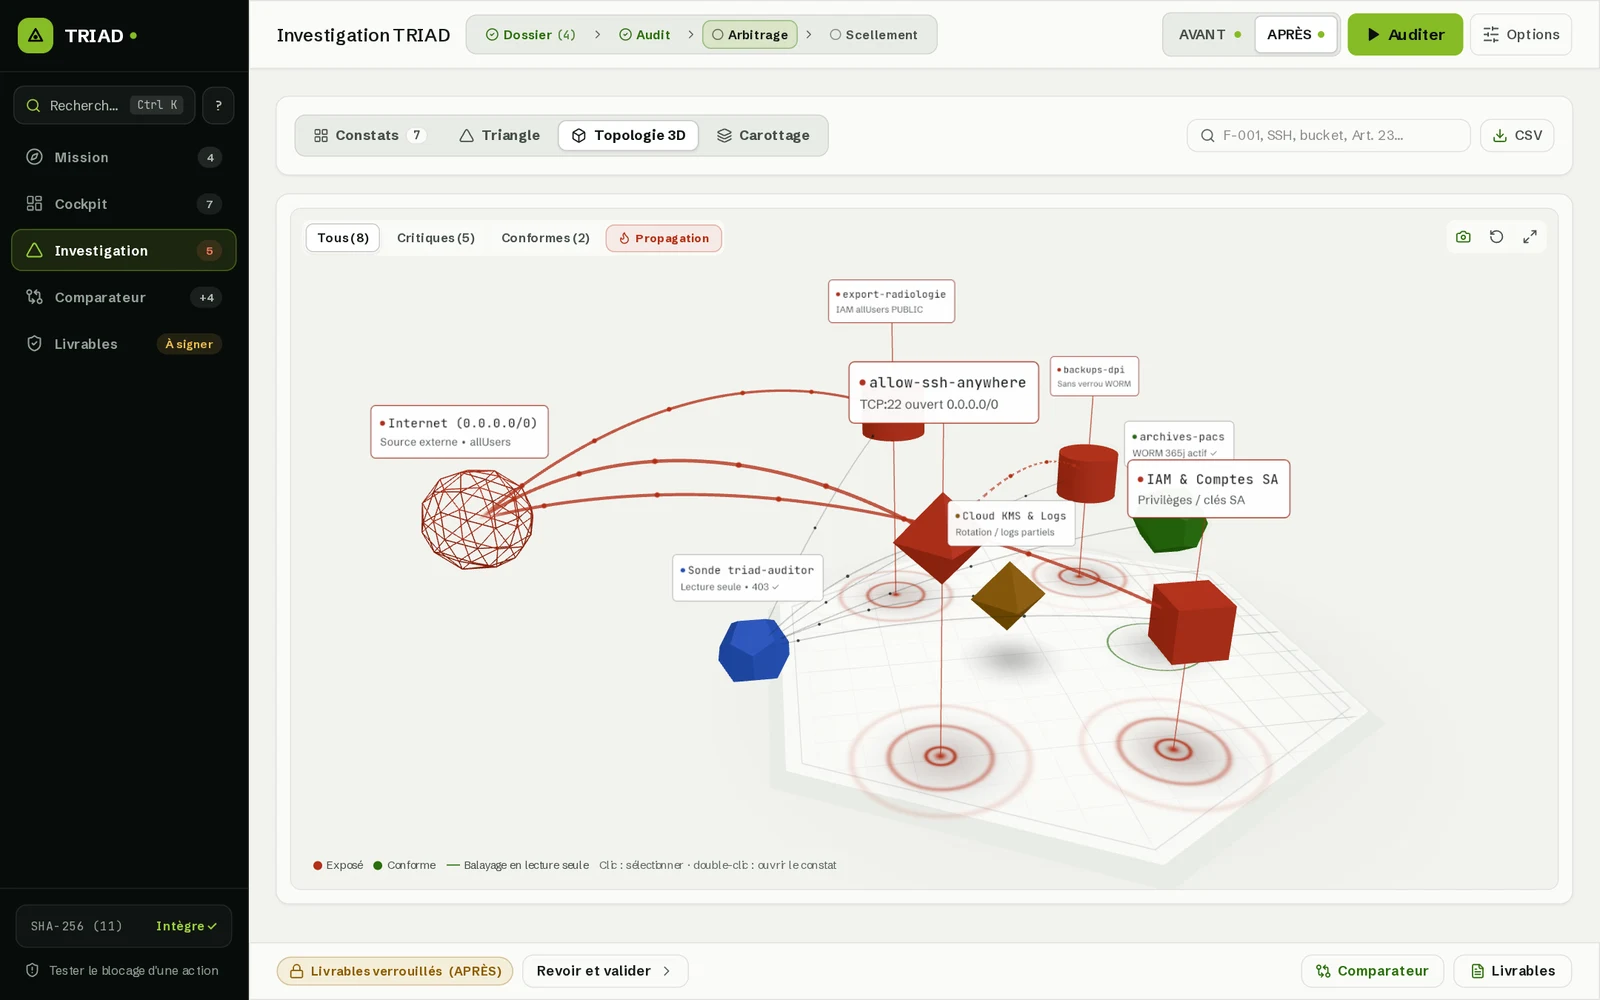 TRIAD
Recherch... Ctrl K ?
Mission 4
Cockpit 7
Investigation 5
Comparateur +4
Livrables À signer
SHA-256 (11) Intègre ✓
Tester le blocage d'une action
Investigation TRIAD
Dossier (4) > Audit > Arbitrage > Scellement
AVANT APRÈS
Auditer
Options
Constats 7 Triangle Topologie 3D Carottage
F-001, SSH, bucket, Art. 23...
CSV
Tous (8) Critiques (5) Conformes (2) Propagation
export-radiologie
IAM allUsers PUBLIC
allow-ssh-anywhere
TCP:22 ouvert 0.0.0.0/0
backups-dpi
Sans verrou WORM
Internet (0.0.0.0/0)
Source externe • allUsers
archives-pacs
WORM 365j actif ✓
IAM & Comptes SA
Privilèges / clés SA
Cloud KMS & Logs
Rotation / logs partiels
Sonde triad-auditor
Lecture seule • 403 ✓
Exposé Conforme Balayage en lecture seule Clic : sélectionner · double-clic : ouvrir le constat
Livrables verrouillés (APRÈS)
Revoir et valider >
Comparateur
Livrables